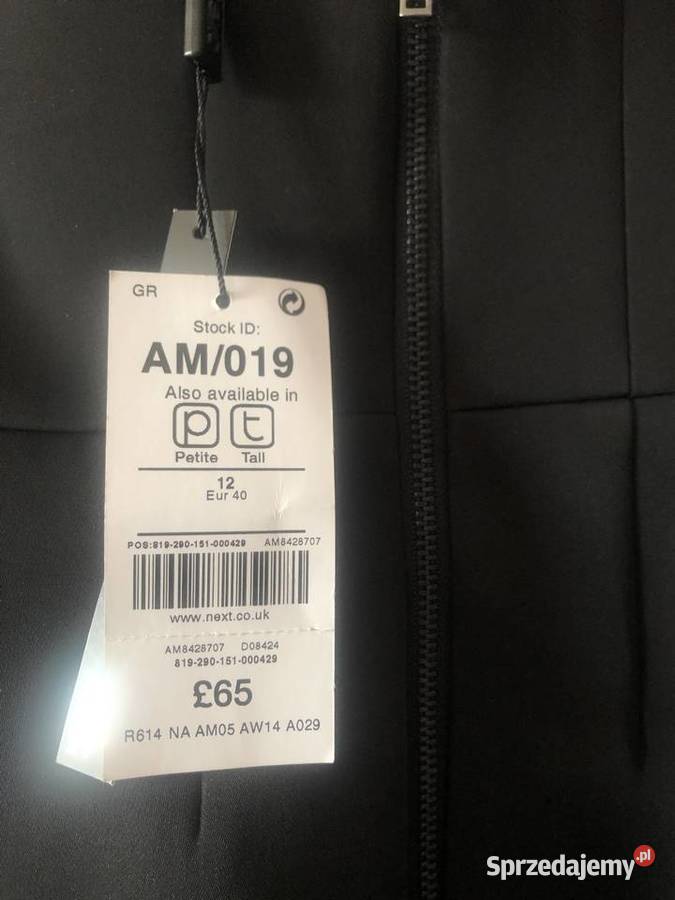 GR
Stock ID:
AM/019
Also available in
p t
Petite Tall
12
Eur 40
POS:819-290-151-000429 AM8428707
www.next.co.uk
AM8428707 D08424
819-290-151-000429
£65
R614 NA AM05 AW14 A029
Sprzedajemy.pl